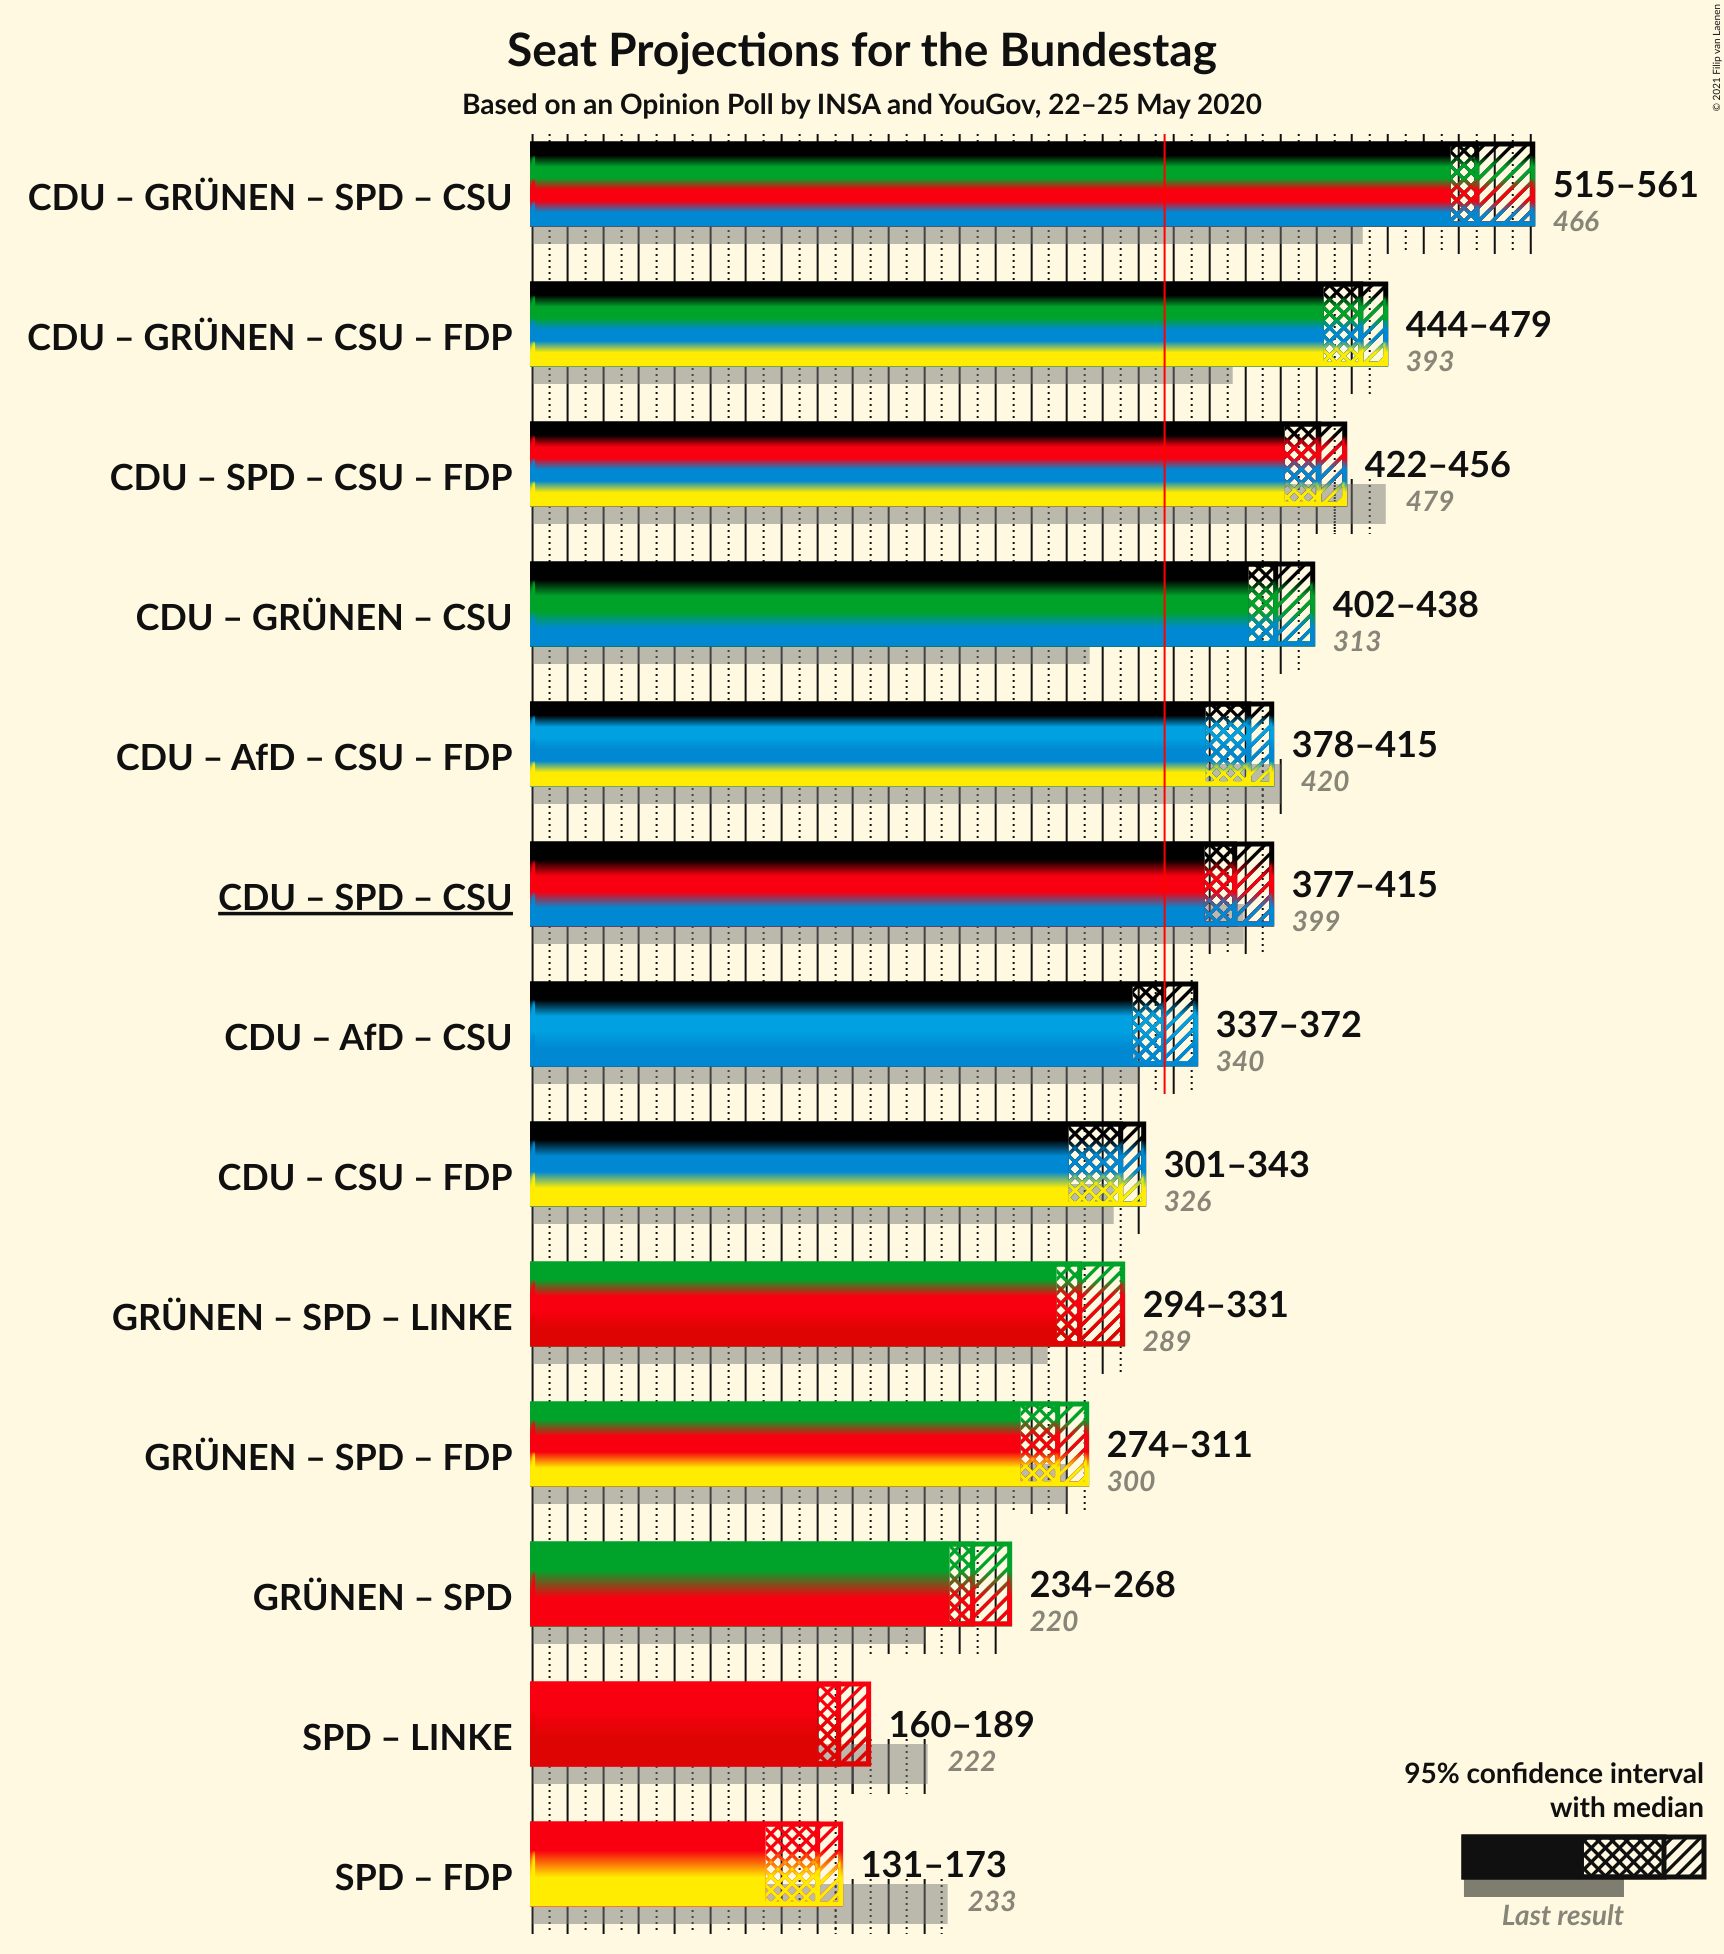 Seat Projections for the Bundestag
Based on an Opinion Poll by INSA and YouGov, 22–25 May 2020
© 2021 Filip van Laenen
CDU – GRÜNEN – SPD – CSU
515–561
466
CDU – GRÜNEN – CSU – FDP
444–479
393
CDU – SPD – CSU – FDP
422–456
479
CDU – GRÜNEN – CSU
402–438
313
CDU – AfD – CSU – FDP
378–415
420
CDU – SPD – CSU
377–415
399
CDU – AfD – CSU
337–372
340
CDU – CSU – FDP
301–343
326
GRÜNEN – SPD – LINKE
294–331
289
GRÜNEN – SPD – FDP
274–311
300
GRÜNEN – SPD
234–268
220
SPD – LINKE
160–189
222
SPD – FDP
131–173
233
95% confidence interval
with median
Last result